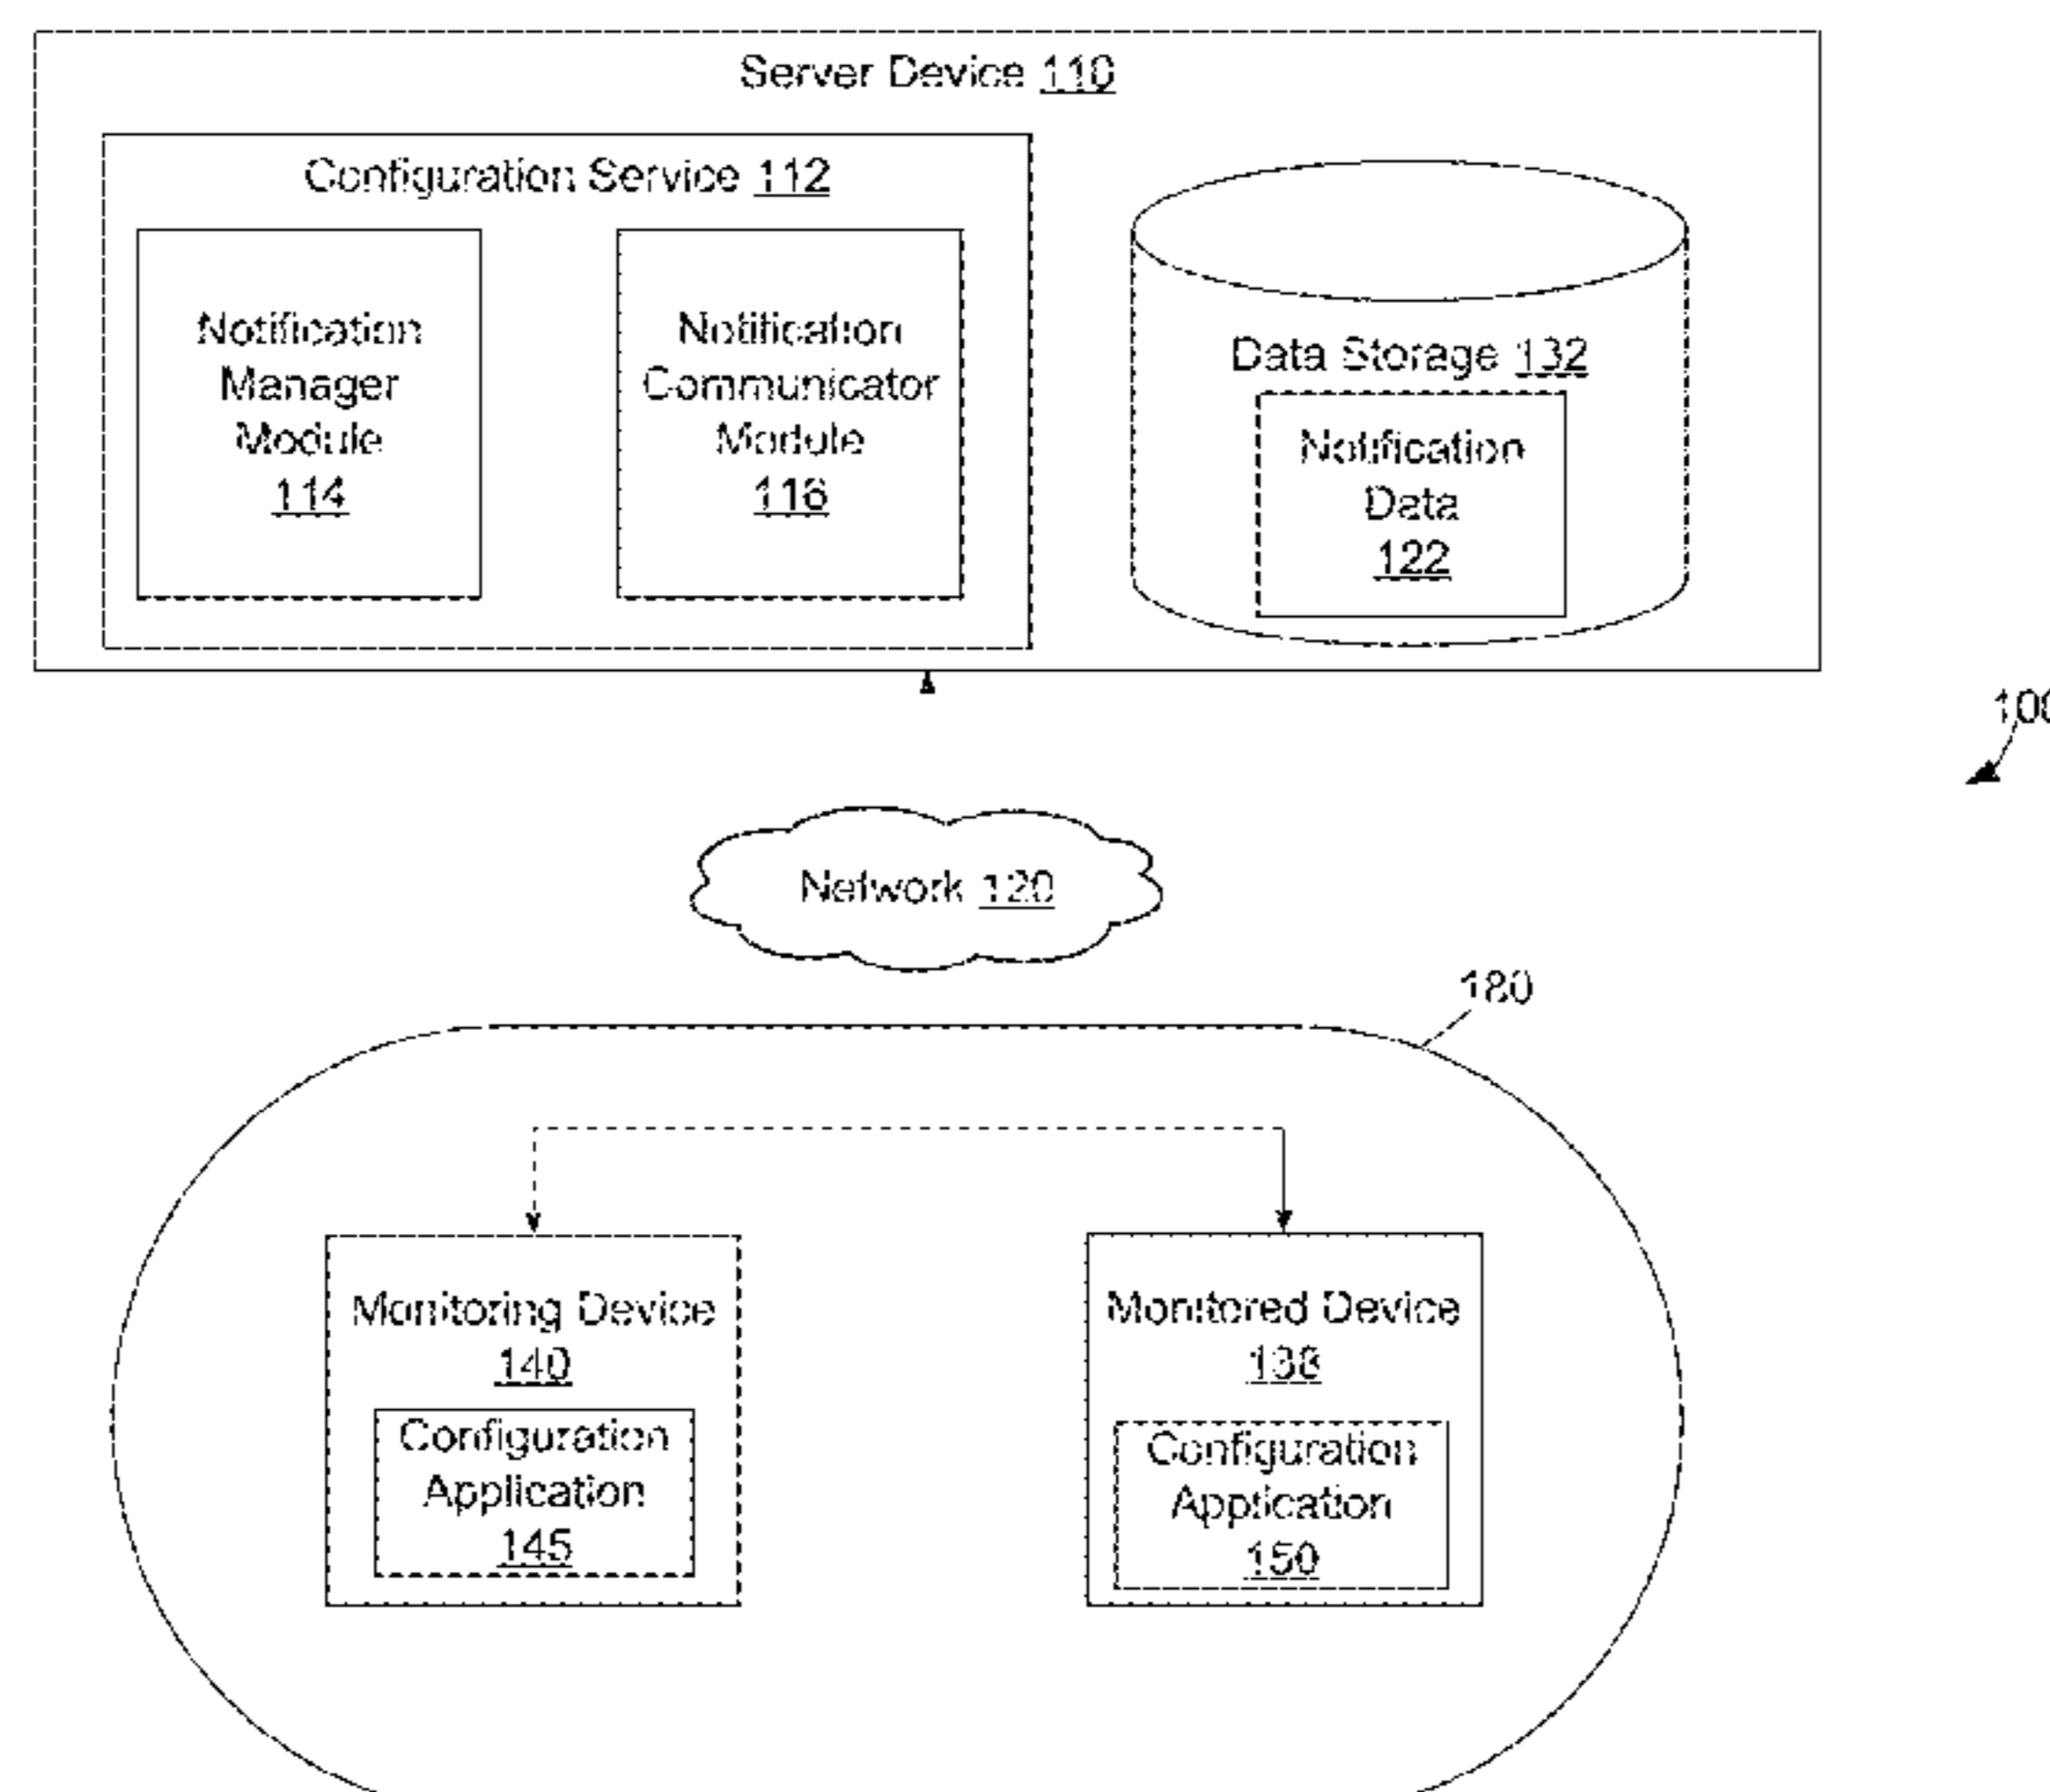 Server Device 110
Configuration Service 112
Notification
Manager
Module
114
Notification
Communicator
Module
116
Data Storage 132
Notification
Data
122
100
Network 120
180
Monitoring Device
140
Configuration
Application
145
Monitored Device
Configuration
Application
150